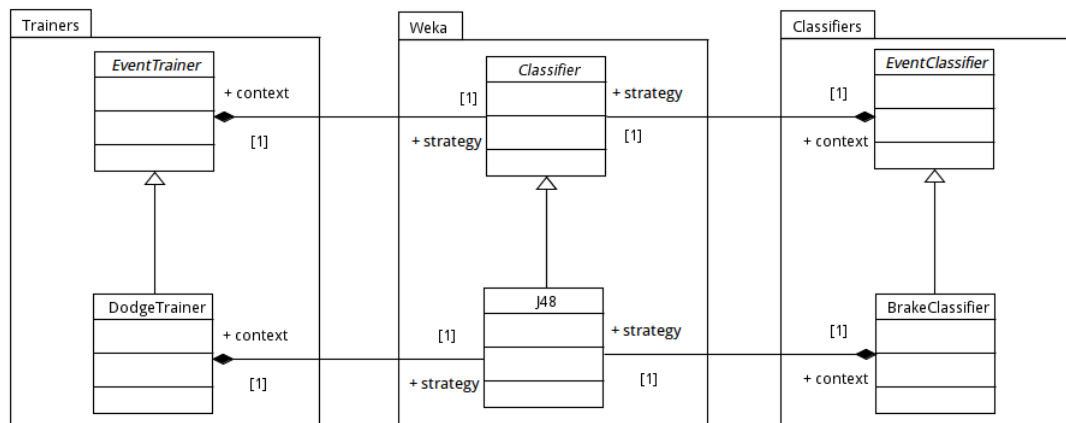 Trainers
Weka
Classifiers
EventTrainer
Classifier
EventClassifier
+ context
[1]
+ strategy
[1]
[1]
+ strategy
[1]
+ context
DodgeTrainer
J48
BrakeClassifier
+ context
[1]
+ strategy
[1]
[1]
+ strategy
[1]
+ context